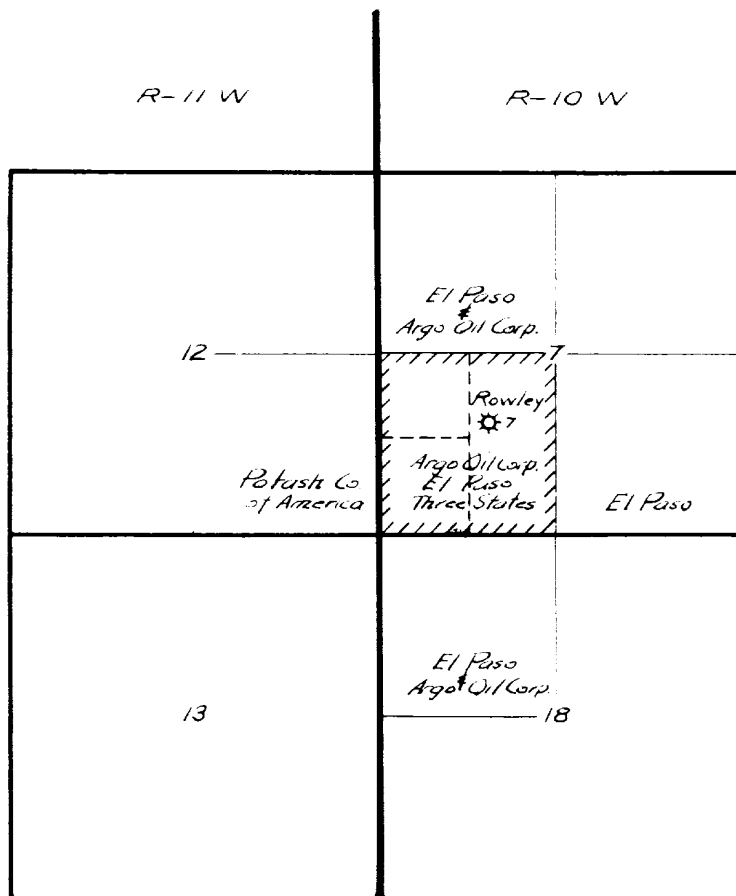 R-11 W
R-10 W
El Paso
&
Argo Oil Corp.
12
7
Rowley
7
Argo Oil Corp.
El Paso
Three States
Potash Co.
of America
El Paso
El Paso
&
Argo Oil Corp.
13
18